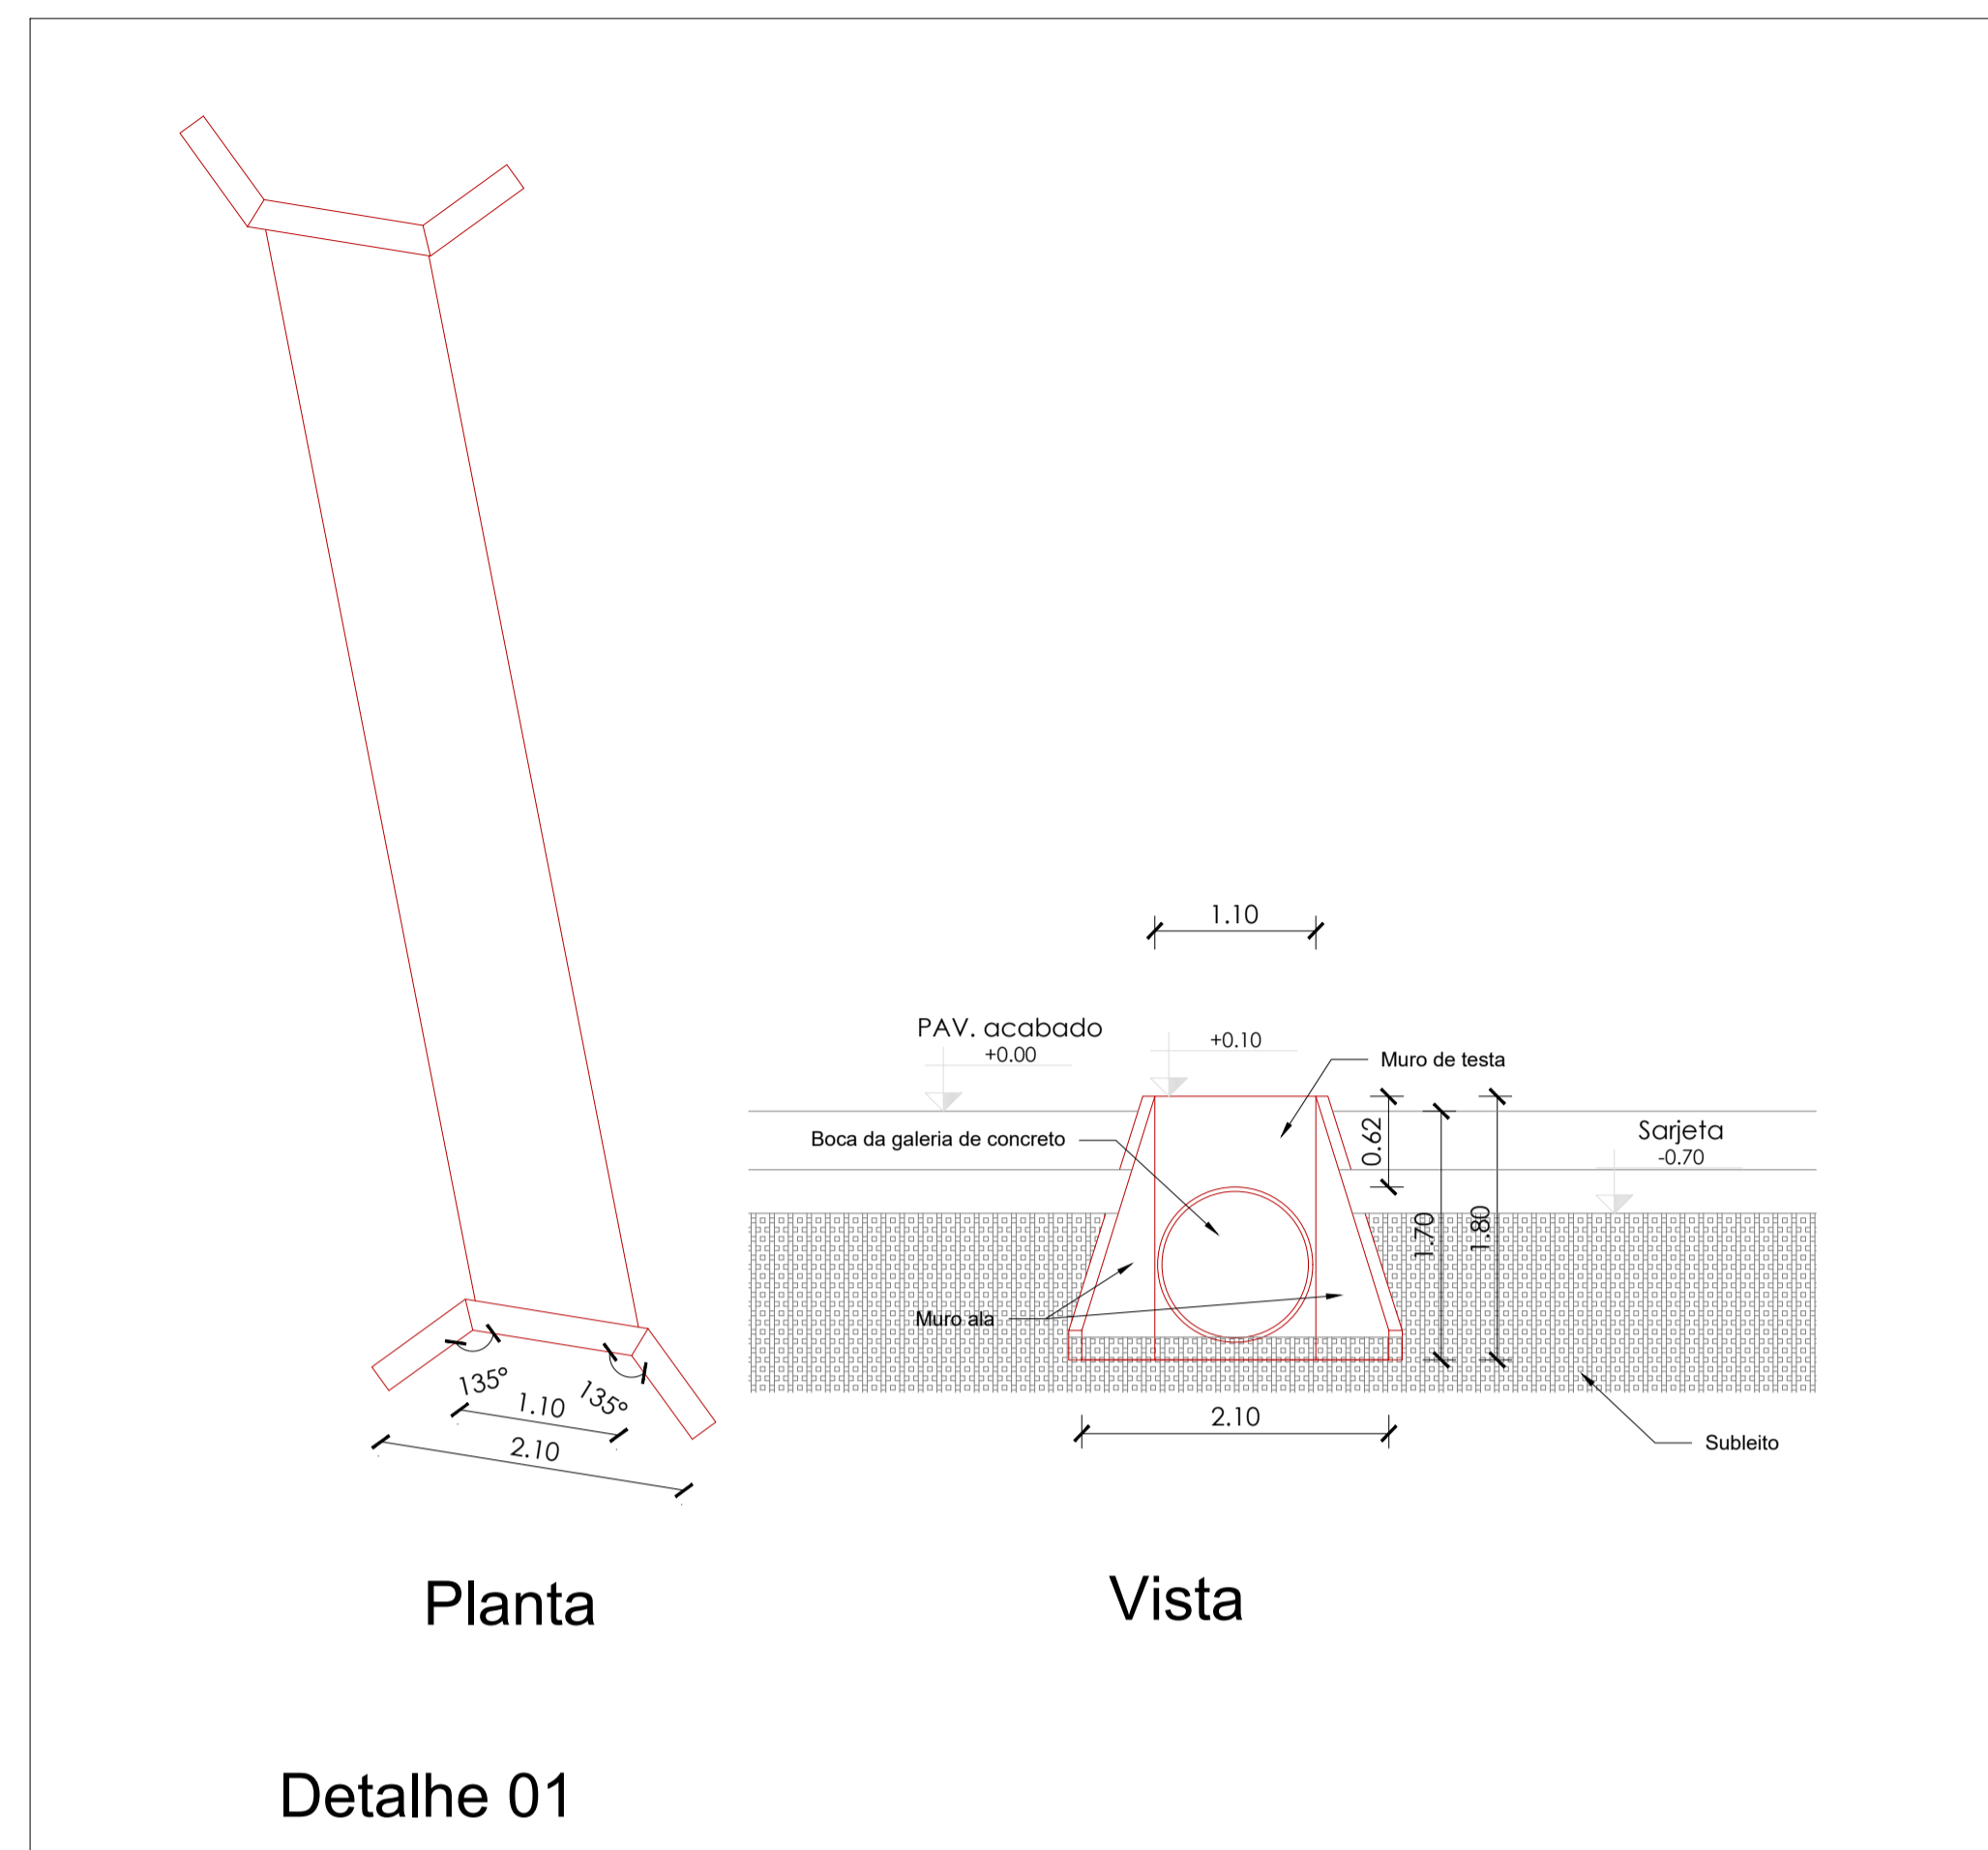 1.10
PAV. acabado
+0.00
+0.10
Muro de testa
Boca da galeria de concreto
0.62
Sarjeta
-0.70
1.70
1.80
Muro ala
135°
1.10
135°
2.10
2.10
Subleito
Planta
Vista
Detalhe 01